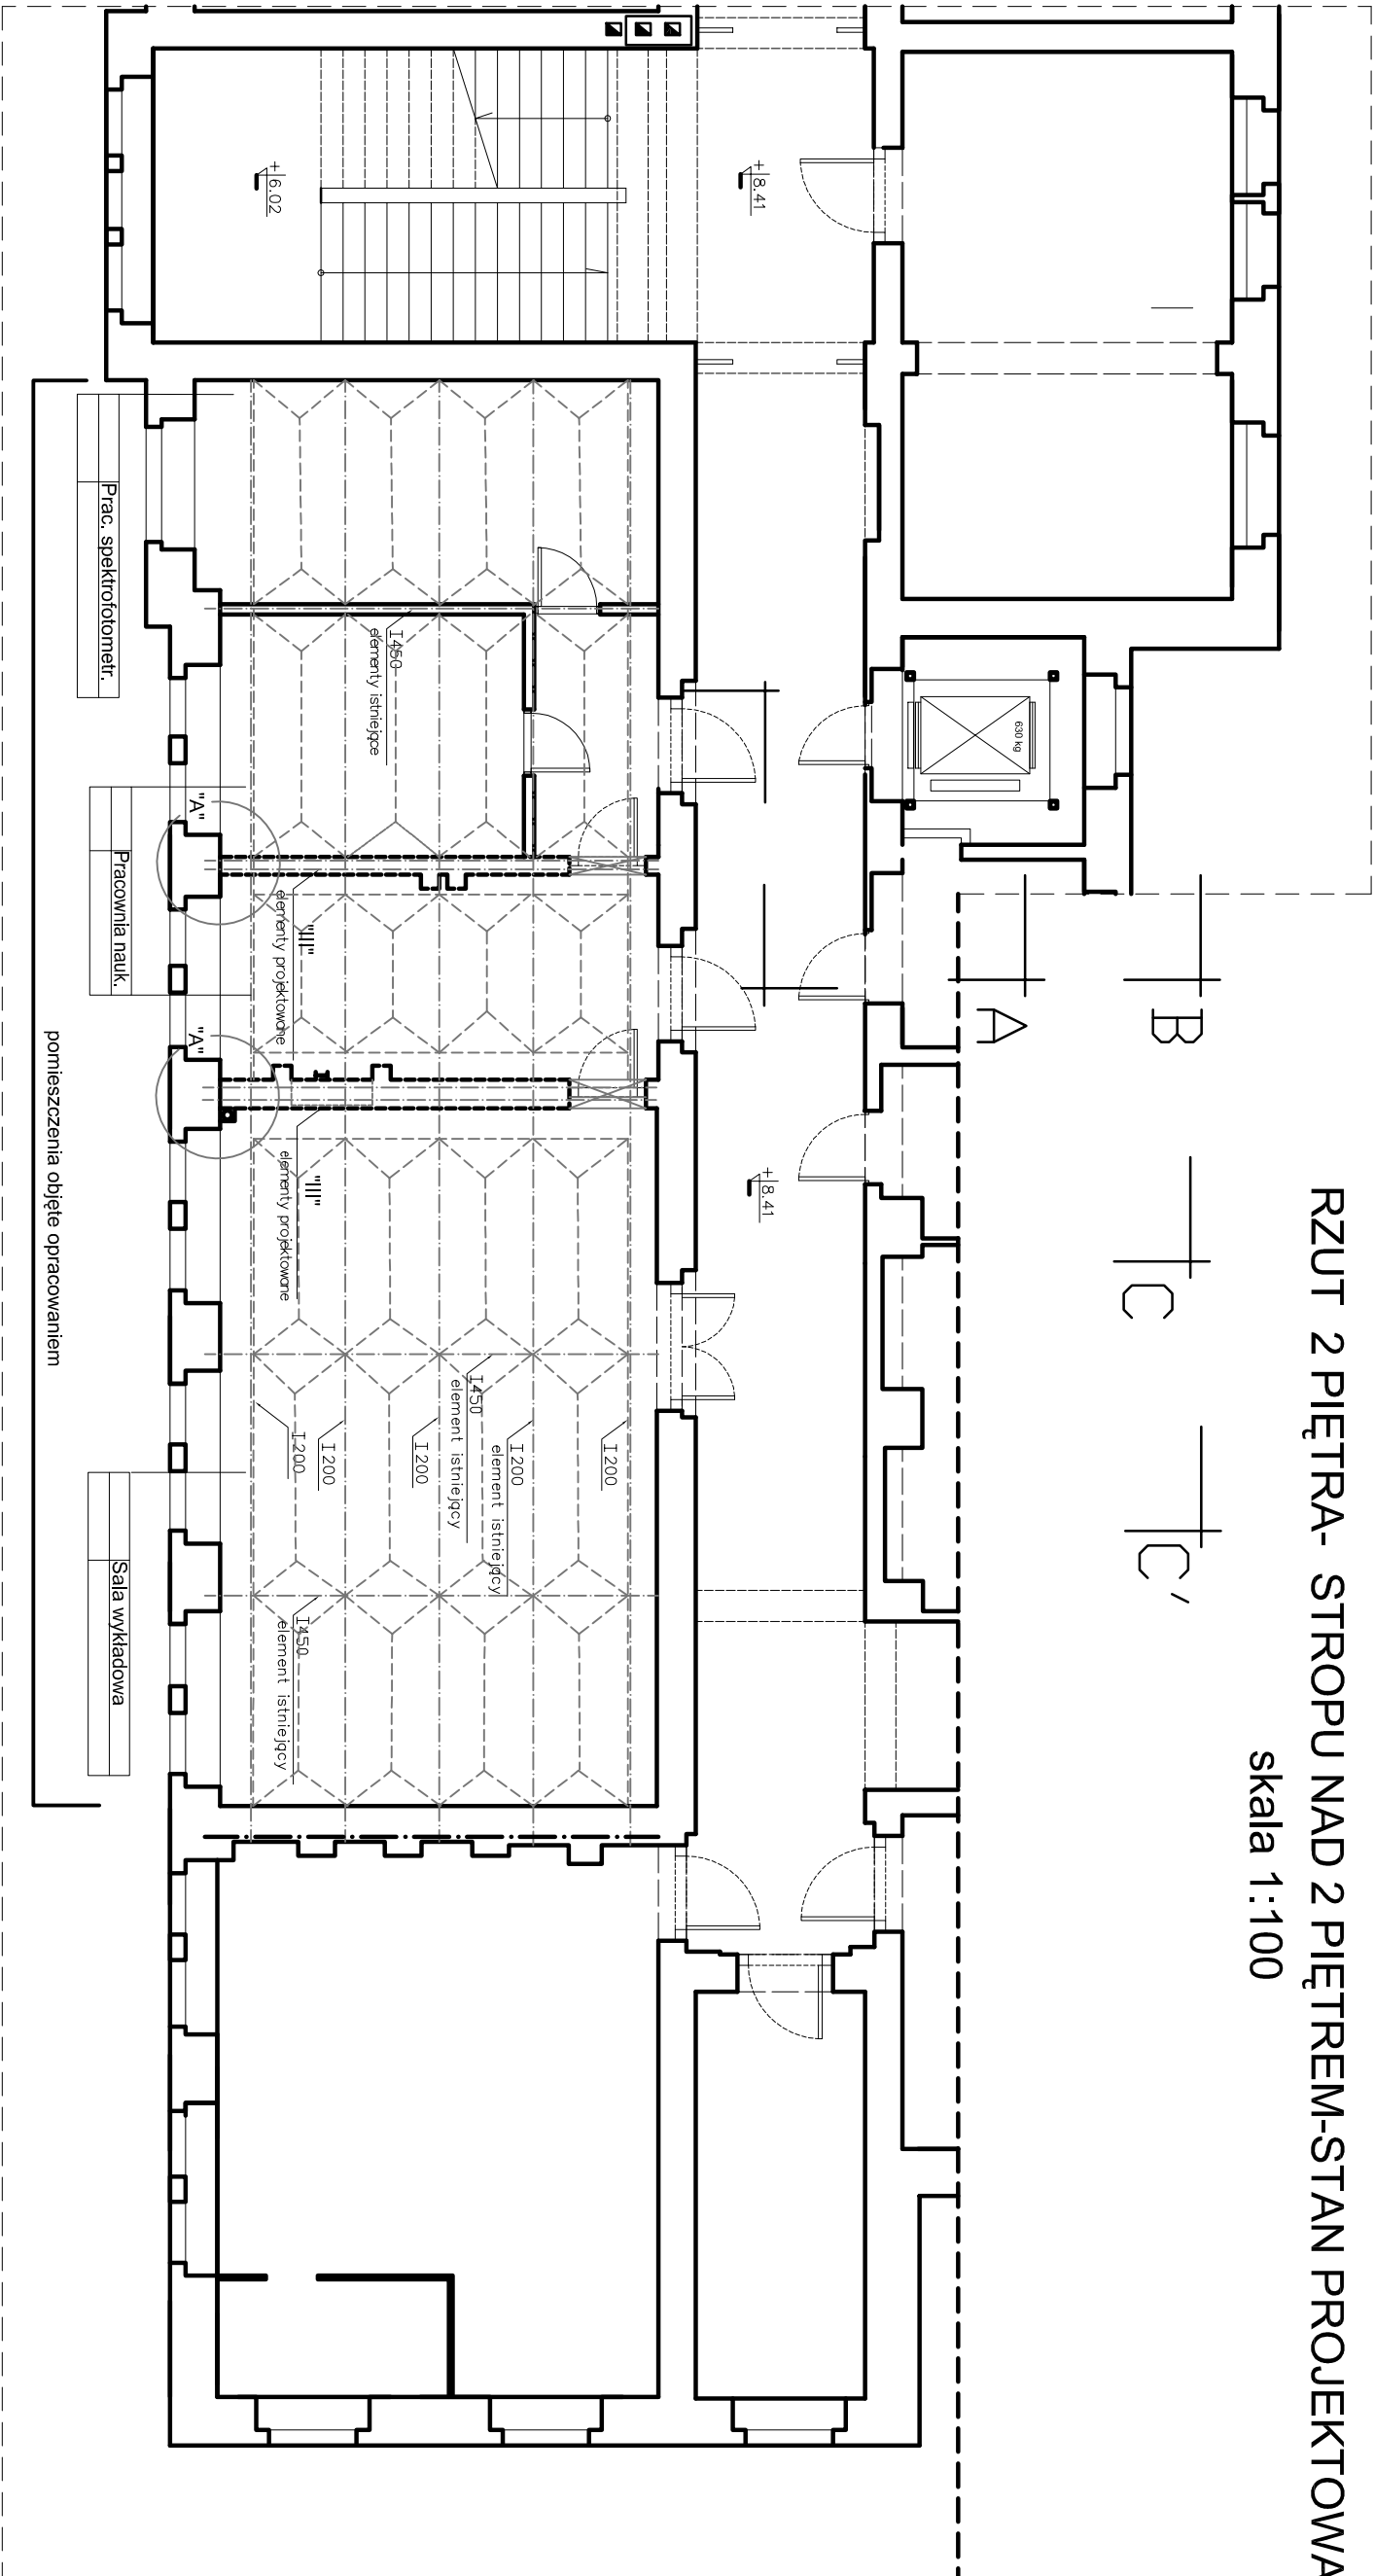 RZUT 2 PIĘTRA- STROPU NAD 2 PIĘTREM-STAN PROJEKTOWA
skala 1:100
B
A
C
C'
630 kg
+8.41
+6.02
+8.41
I450
elementy istniejące
"III"
elementy projektowane
"III"
elementy projektowane
I200
I200
element istniejący
I450
element istniejący
I200
I200
I200
I450
element istniejący
"A"
"A"
Prac. spektrofotometr.
Pracownia nauk.
Sala wykładowa
pomieszczenia objęte opracowaniem